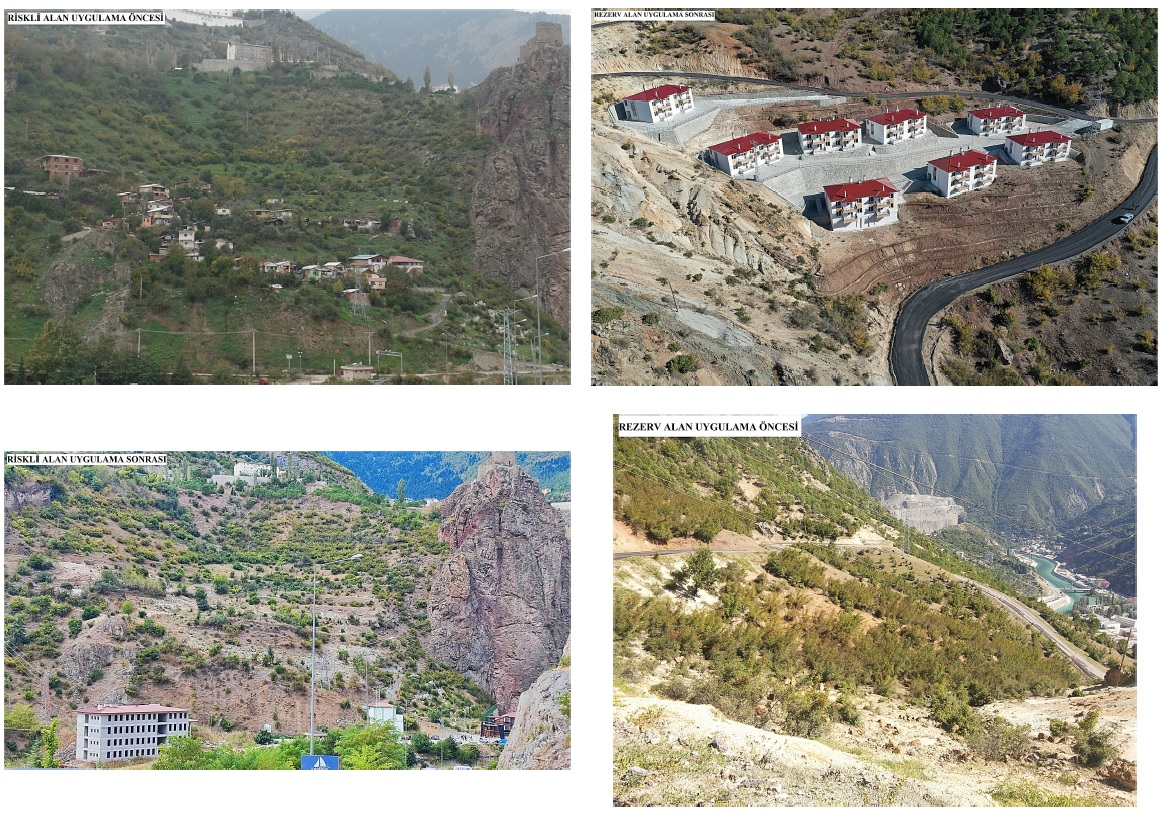 RİSKLİ ALAN UYGULAMA ÖNCESİ
REZERV ALAN UYGULAMA SONRASI
RİSKLİ ALAN UYGULAMA SONRASI
REZERV ALAN UYGULAMA ÖNCESİ